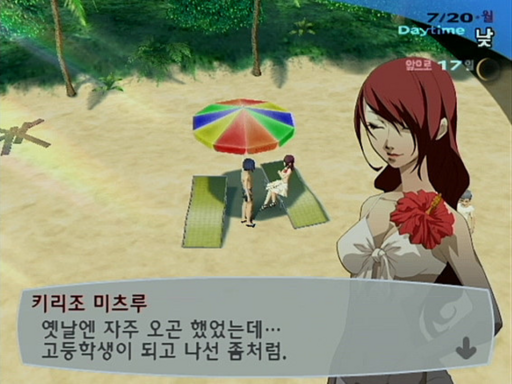 7/20・월
Daytime 낮
앞으로 17일
키리조 미츠루
옛날엔 자주 오곤 했었는데…
고등학생이 되고 나선 좀처럼.